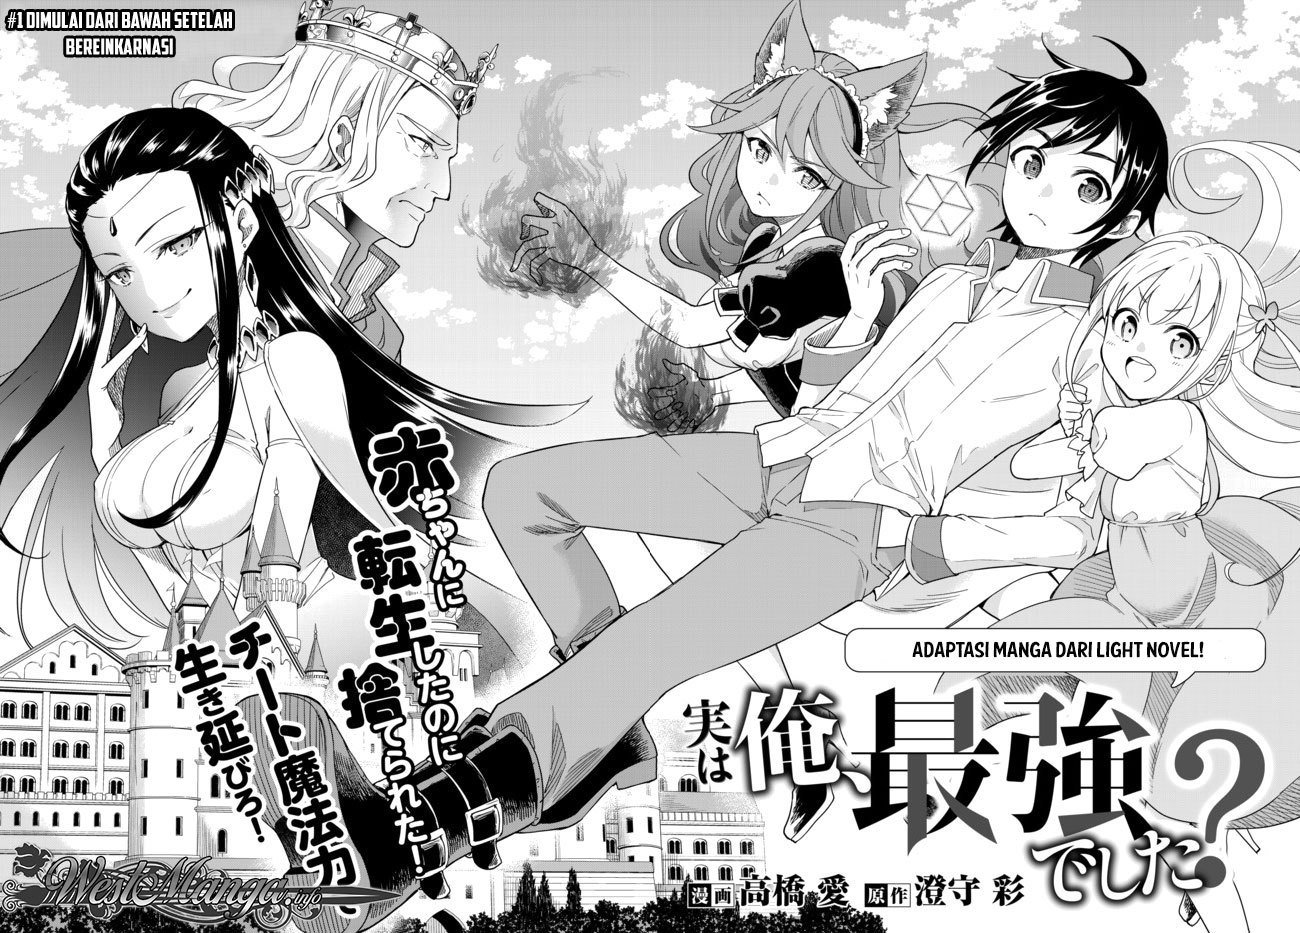 #1 DIMULAI DARI BAWAH SETELAH
BEREINKARNASI
赤ちゃんに
転生したのに
捨てられた!
チート魔法力で
生き延びろ!
ADAPTASI MANGA DARI LIGHT NOVEL!
実は俺、最強
でした?
漫画 高橋 愛 原作 澄守 彩
WestManga.info